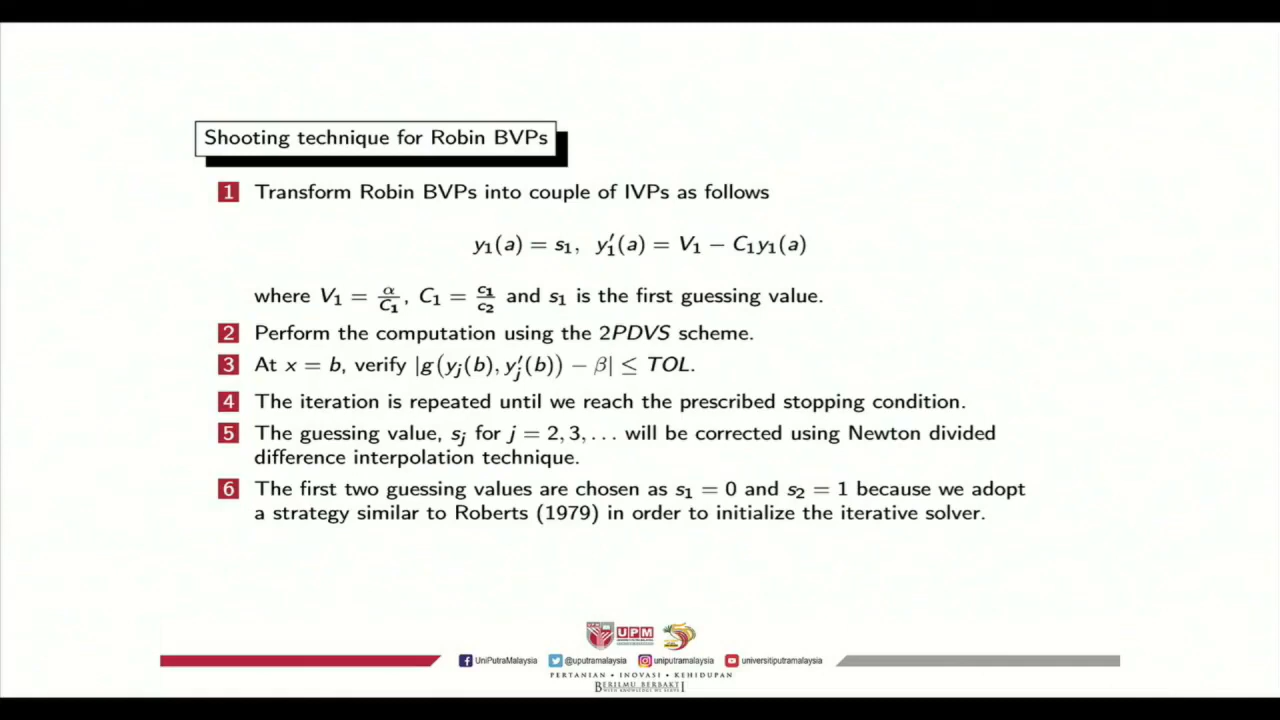 Shooting technique for Robin BVPs
1 Transform Robin BVPs into couple of IVPs as follows
y₁(a) = s₁, y₁′(a) = V₁ − C₁y₁(a)
where V₁ = α/C₁, C₁ = c₁/c₂ and s₁ is the first guessing value.
2 Perform the computation using the 2PDVS scheme.
3 At x = b, verify |g(yⱼ(b), yⱼ′(b)) − β| ≤ TOL.
4 The iteration is repeated until we reach the prescribed stopping condition.
5 The guessing value, sⱼ for j = 2, 3, . . . will be corrected using Newton divided
difference interpolation technique.
6 The first two guessing values are chosen as s₁ = 0 and s₂ = 1 because we adopt
a strategy similar to Roberts (1979) in order to initialize the iterative solver.
UPM
UniPutraMalaysia @uputramalaysia uniputramalaysia universitiputramalaysia
PERTANIAN • INOVASI • KEHIDUPAN
BERILMU BERBAKTI
WITH KNOWLEDGE WE SERVE